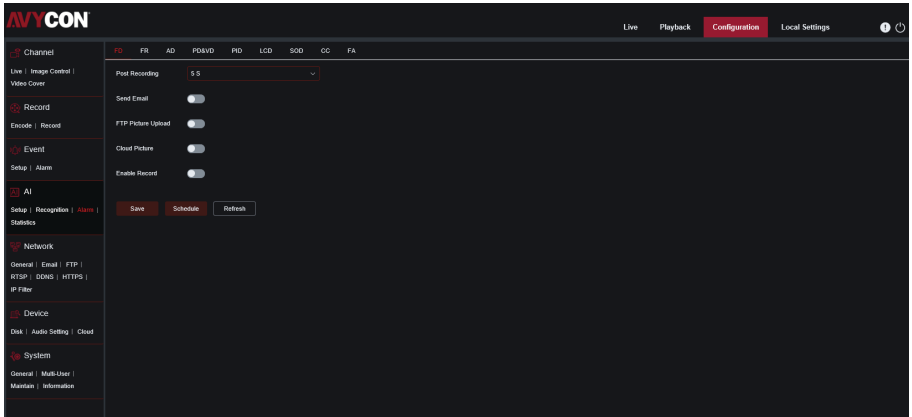 AVYCON
Live Playback Configuration Local Settings
Channel
Live | Image Control |
Video Cover
Record
Encode | Record
Event
Setup | Alarm
AI
Setup | Recognition | Alarm |
Statistics
Network
General | Email | FTP |
RTSP | DDNS | HTTPS |
IP Filter
Device
Disk | Audio Setting | Cloud
System
General | Multi-User |
Maintain | Information
FD FR AD PD&VD PID LCD SOD CC FA
Post Recording 5 S
Send Email
FTP Picture Upload
Cloud Picture
Enable Record
Save Schedule Refresh